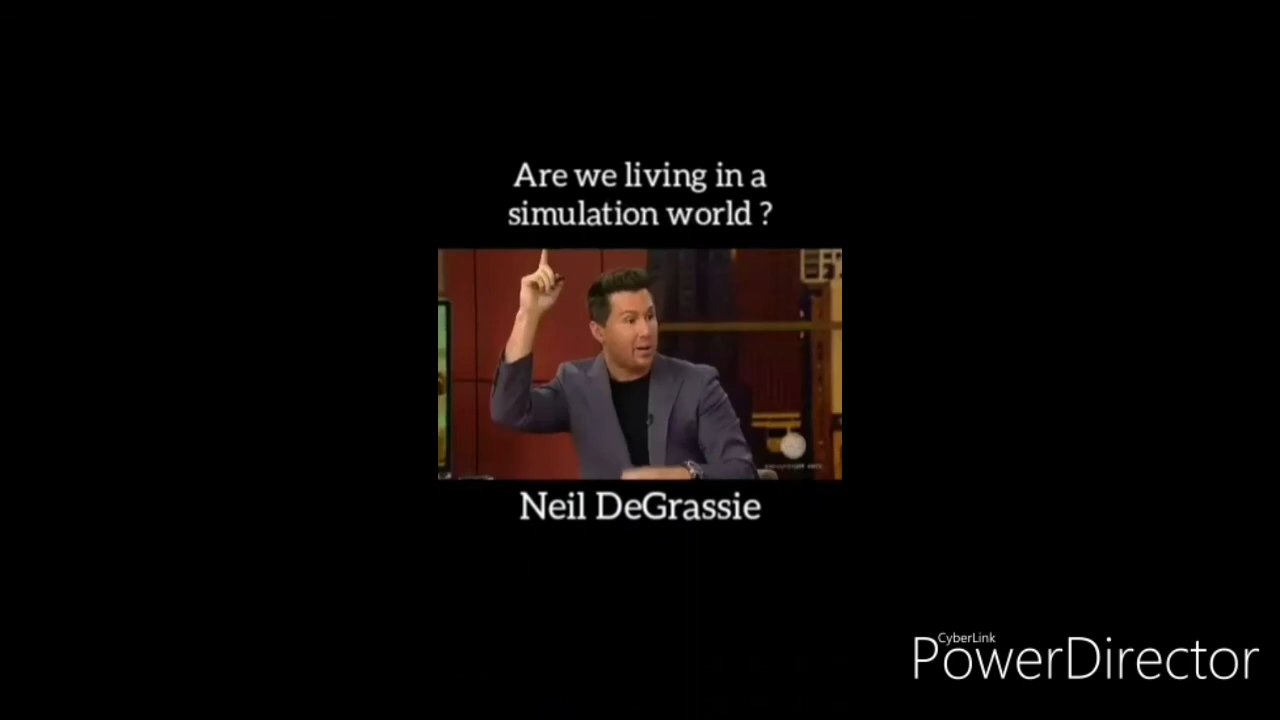 Are we living in a
simulation world ?
Neil DeGrassie
CyberLink
PowerDirector